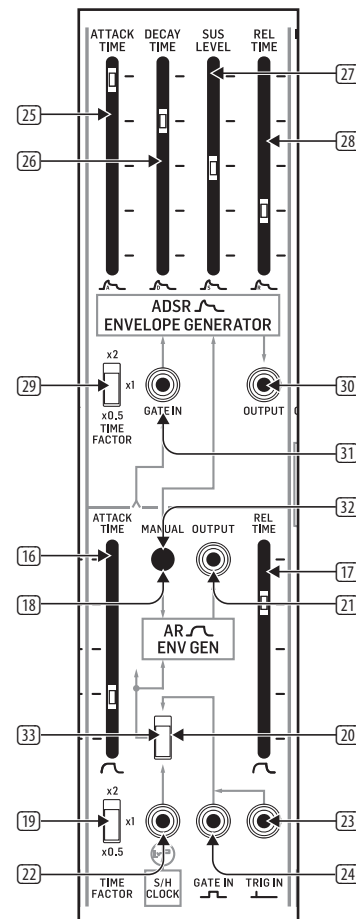 ATTACK TIME
DECAY TIME
SUS LEVEL
REL TIME
27
25
28
26
A
D
S
R
ADSR
ENVELOPE GENERATOR
x2
x1
x0.5
TIME FACTOR
29
GATE IN
OUTPUT
30
31
32
ATTACK TIME
MANUAL
OUTPUT
REL TIME
16
17
18
21
AR
ENV GEN
33
20
x2
x1
x0.5
19
23
22
24
TIME FACTOR
S/H CLOCK
GATE IN
TRIG IN